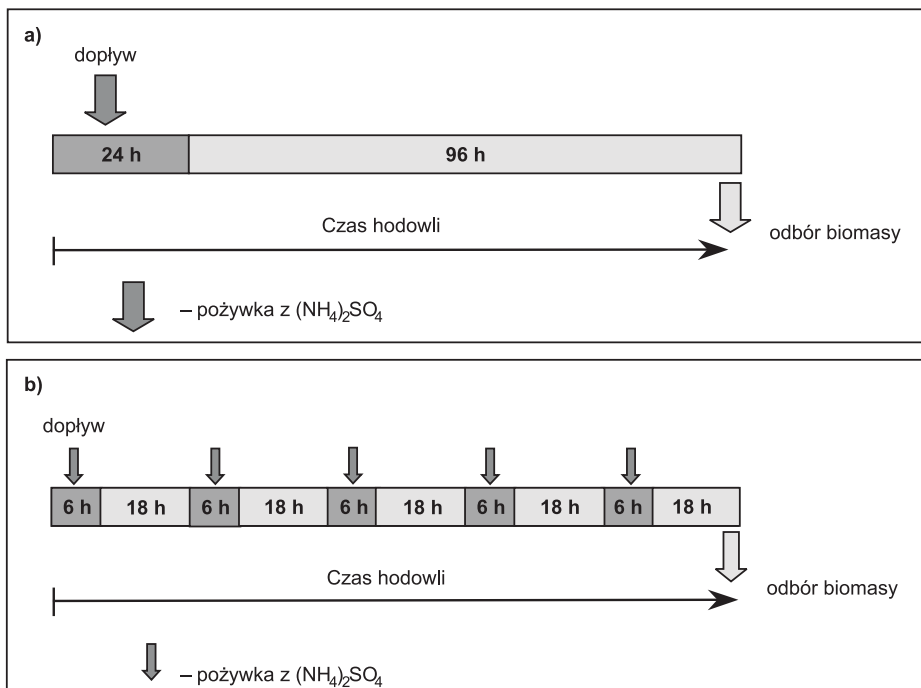 a)
dopływ
24 h 96 h
Czas hodowli
odbór biomasy
– pożywka z (NH₄)₂SO₄
b)
dopływ
6 h 18 h 6 h 18 h 6 h 18 h 6 h 18 h 6 h 18 h
Czas hodowli
odbór biomasy
– pożywka z (NH₄)₂SO₄